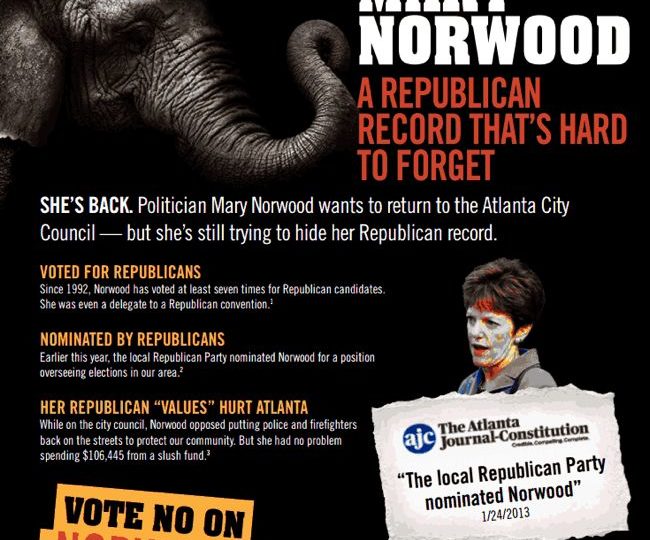 MARY
NORWOOD
A REPUBLICAN
RECORD THAT'S HARD
TO FORGET
SHE'S BACK. Politician Mary Norwood wants to return to the Atlanta City
Council — but she's still trying to hide her Republican record.
VOTED FOR REPUBLICANS
Since 1992, Norwood has voted at least seven times for Republican candidates.
She was even a delegate to a Republican convention.¹
NOMINATED BY REPUBLICANS
Earlier this year, the local Republican Party nominated Norwood for a position
overseeing elections in our area.²
HER REPUBLICAN "VALUES" HURT ATLANTA
While on the city council, Norwood opposed putting police and firefighters
back on the streets to protect our community. But she had no problem
spending $106,445 from a slush fund.³
ajc The Atlanta
Journal-Constitution
Credible. Compelling. Complete.
"The local Republican Party
nominated Norwood"
1/24/2013
VOTE NO ON